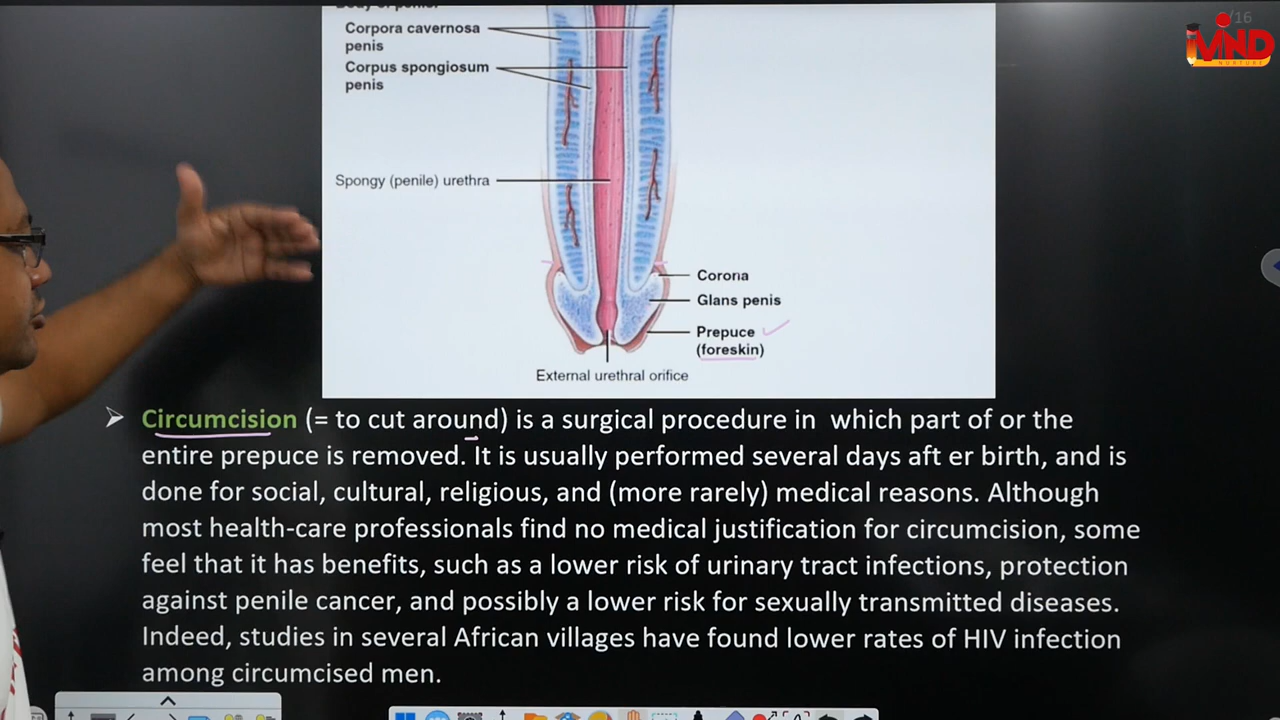 Corpora cavernosa
penis
Corpus spongiosum
penis
Spongy (penile) urethra
Corona
Glans penis
Prepuce
(foreskin)
External urethral orifice
/16
MND
NURTURE
➤ Circumcision (= to cut around) is a surgical procedure in which part of or the
entire prepuce is removed. It is usually performed several days aft er birth, and is
done for social, cultural, religious, and (more rarely) medical reasons. Although
most health-care professionals find no medical justification for circumcision, some
feel that it has benefits, such as a lower risk of urinary tract infections, protection
against penile cancer, and possibly a lower risk for sexually transmitted diseases.
Indeed, studies in several African villages have found lower rates of HIV infection
among circumcised men.